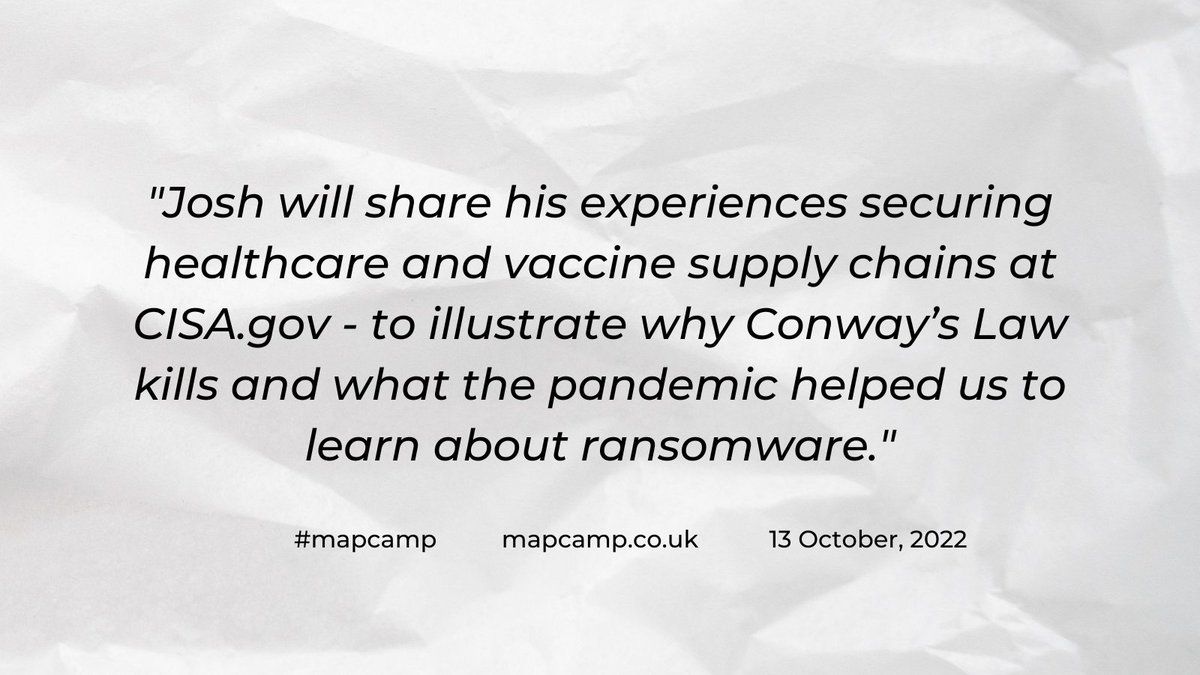 "Josh will share his experiences securing
healthcare and vaccine supply chains at
CISA.gov - to illustrate why Conway’s Law
kills and what the pandemic helped us to
learn about ransomware."
#mapcamp mapcamp.co.uk 13 October, 2022